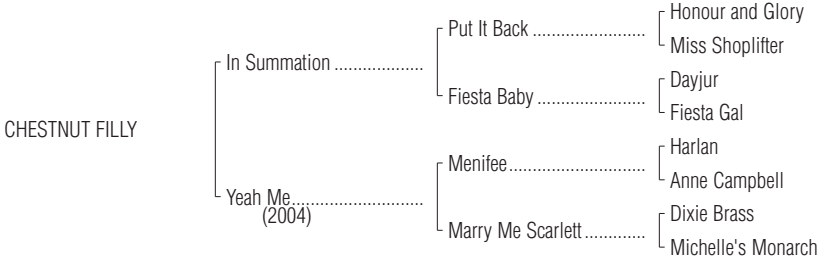 Honour and Glory
Put It Back ........................
Miss Shoplifter
In Summation ...................
Dayjur
Fiesta Baby .......................
Fiesta Gal
CHESTNUT FILLY
Harlan
Menifee.............................
Anne Campbell
Yeah Me............................
(2004)
Dixie Brass
Marry Me Scarlett.............
Michelle's Monarch